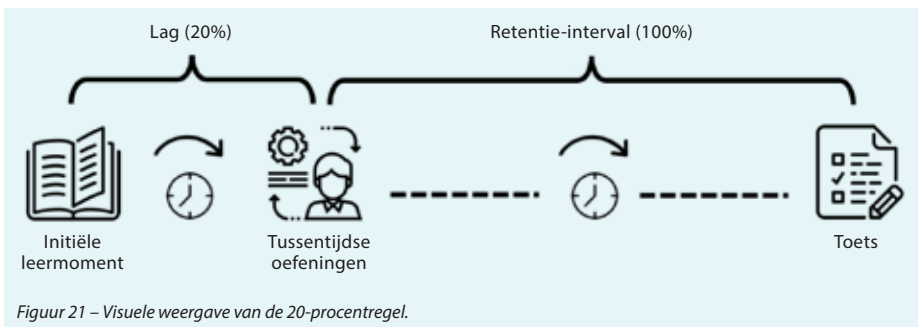 Lag (20%)
Retentie-interval (100%)
Initiële
leermoment
Tussentijdse
oefeningen
Toets
Figuur 21 – Visuele weergave van de 20-procentregel.